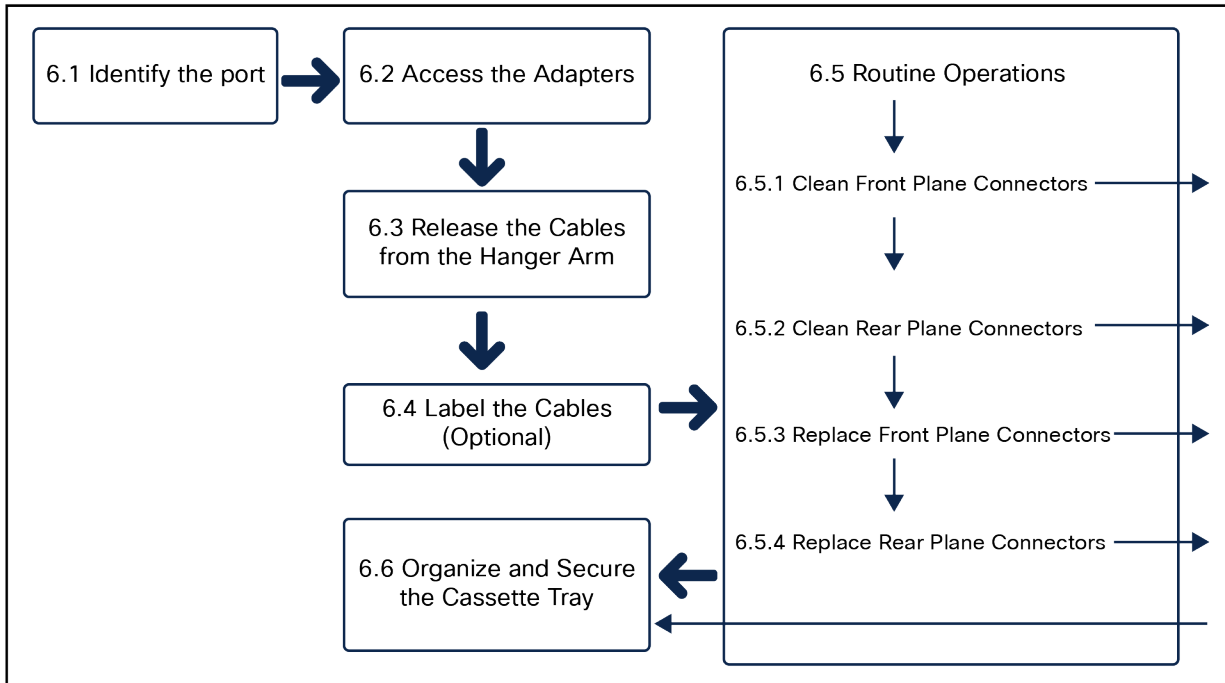 6.1 Identify the port
6.2 Access the Adapters
6.3 Release the Cables
from the Hanger Arm
6.4 Label the Cables
(Optional)
6.5 Routine Operations
6.5.1 Clean Front Plane Connectors
6.5.2 Clean Rear Plane Connectors
6.5.3 Replace Front Plane Connectors
6.5.4 Replace Rear Plane Connectors
6.6 Organize and Secure
the Cassette Tray